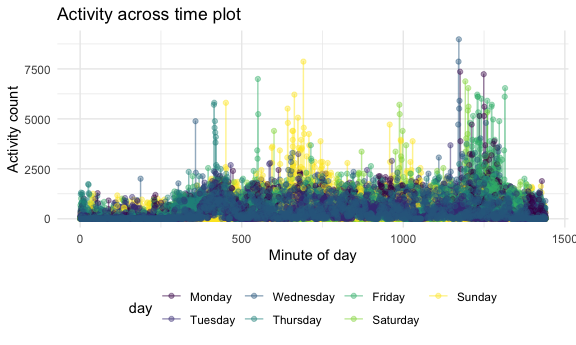 Activity across time plot
Activity count
7500
5000
2500
0
0 500 1000 1500
Minute of day
day
Monday Wednesday Friday Sunday
Tuesday Thursday Saturday